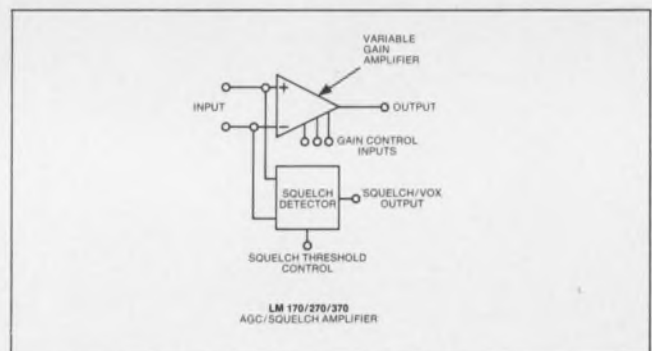 VARIABLE
GAIN
AMPLIFIER
+
INPUT
OUTPUT
−
GAIN CONTROL
INPUTS
SQUELCH
DETECTOR
SQUELCH/VOX
OUTPUT
SQUELCH THRESHOLD
CONTROL
LM 170/270/370
AGC/SQUELCH AMPLIFIER